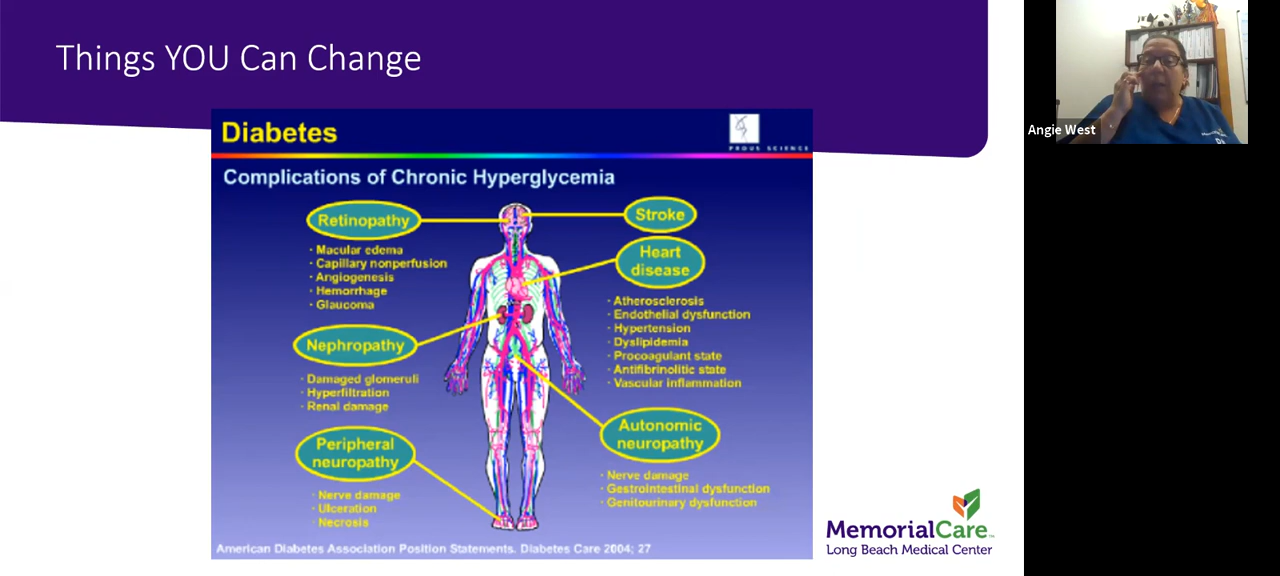 Things YOU Can Change
Diabetes
PROUS SCIENCE
Complications of Chronic Hyperglycemia
Retinopathy
· Macular edema
· Capillary nonperfusion
· Angiogenesis
· Hemorrhage
· Glaucoma
Nephropathy
· Damaged glomeruli
· Hyperfiltration
· Renal damage
Peripheral
neuropathy
· Nerve damage
· Ulceration
· Necrosis
Stroke
Heart
disease
· Atherosclerosis
· Endothelial dysfunction
· Hypertension
· Dyslipidemia
· Procoagulant state
· Antifibrinolitic state
· Vascular inflammation
Autonomic
neuropathy
· Nerve damage
· Gestrointestinal dysfunction
· Genitourinary dysfunction
American Diabetes Association Position Statements. Diabetes Care 2004; 27
MemorialCare
Long Beach Medical Center
Angie West